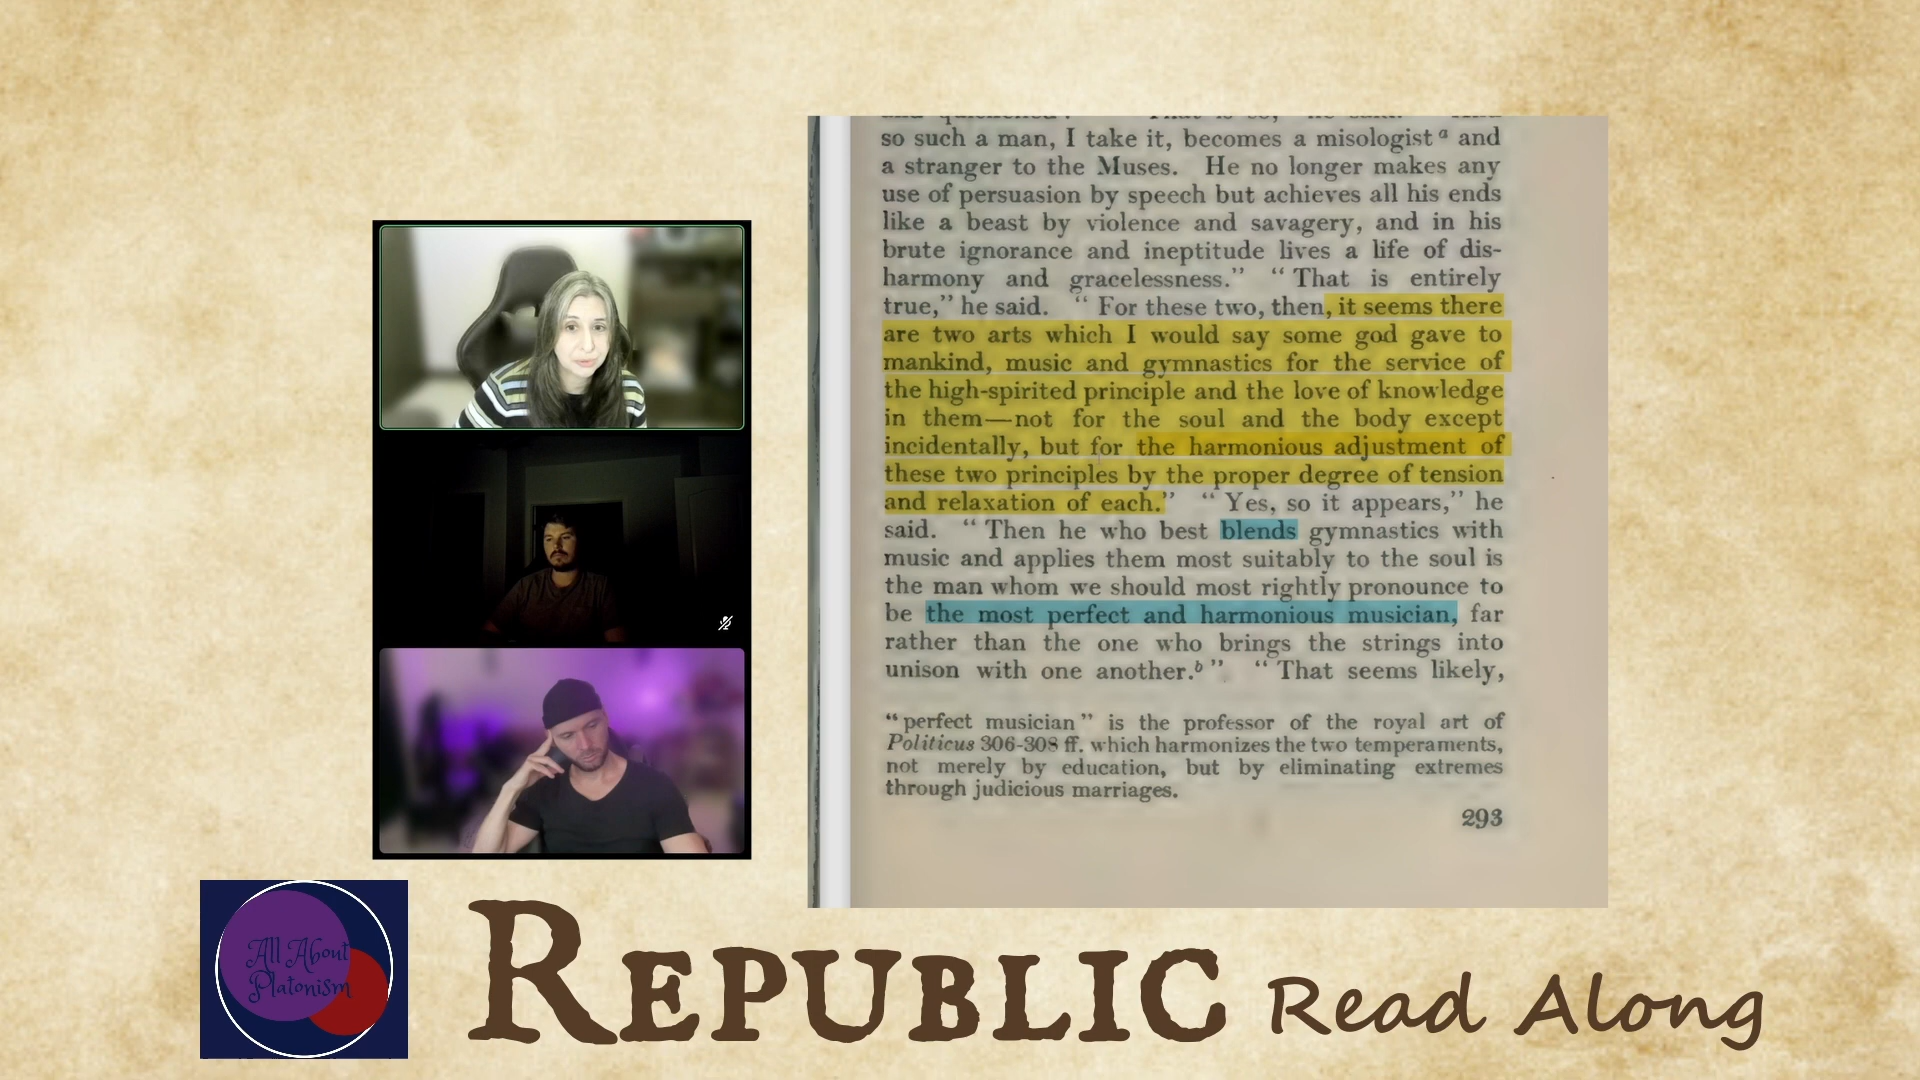 so such a man, I take it, becomes a misologist ᵃ and
a stranger to the Muses. He no longer makes any
use of persuasion by speech but achieves all his ends
like a beast by violence and savagery, and in his
brute ignorance and ineptitude lives a life of dis-
harmony and gracelessness.” “ That is entirely
true,” he said. “ For these two, then, it seems there
are two arts which I would say some god gave to
mankind, music and gymnastics for the service of
the high-spirited principle and the love of knowledge
in them—not for the soul and the body except
incidentally, but for the harmonious adjustment of
these two principles by the proper degree of tension
and relaxation of each.” “ Yes, so it appears,” he
said. “ Then he who best blends gymnastics with
music and applies them most suitably to the soul is
the man whom we should most rightly pronounce to
be the most perfect and harmonious musician, far
rather than the one who brings the strings into
unison with one another.ᵇ ” “ That seems likely,
“ perfect musician ” is the professor of the royal art of
Politicus 306-308 ff. which harmonizes the two temperaments,
not merely by education, but by eliminating extremes
through judicious marriages.
293
All About
Platonism
REPUBLIC Read Along